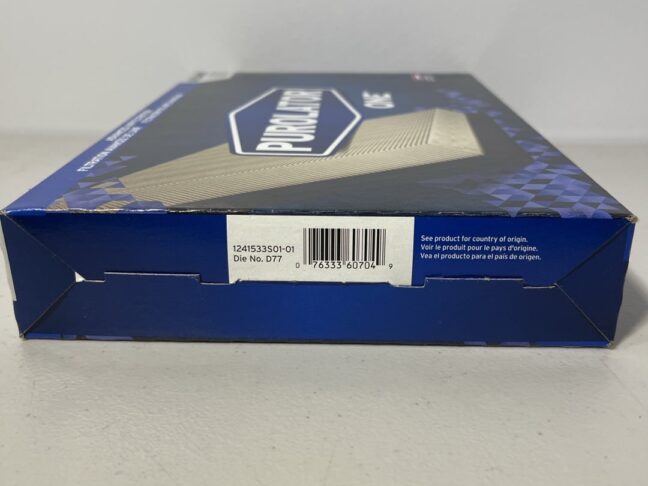 PUROLATOR
ONE
1241533S01-01
Die No. D77
0 76333 60704 9
See product for country of origin.
Voir le produit pour le pays d'origine.
Vea el producto para el país de origen.